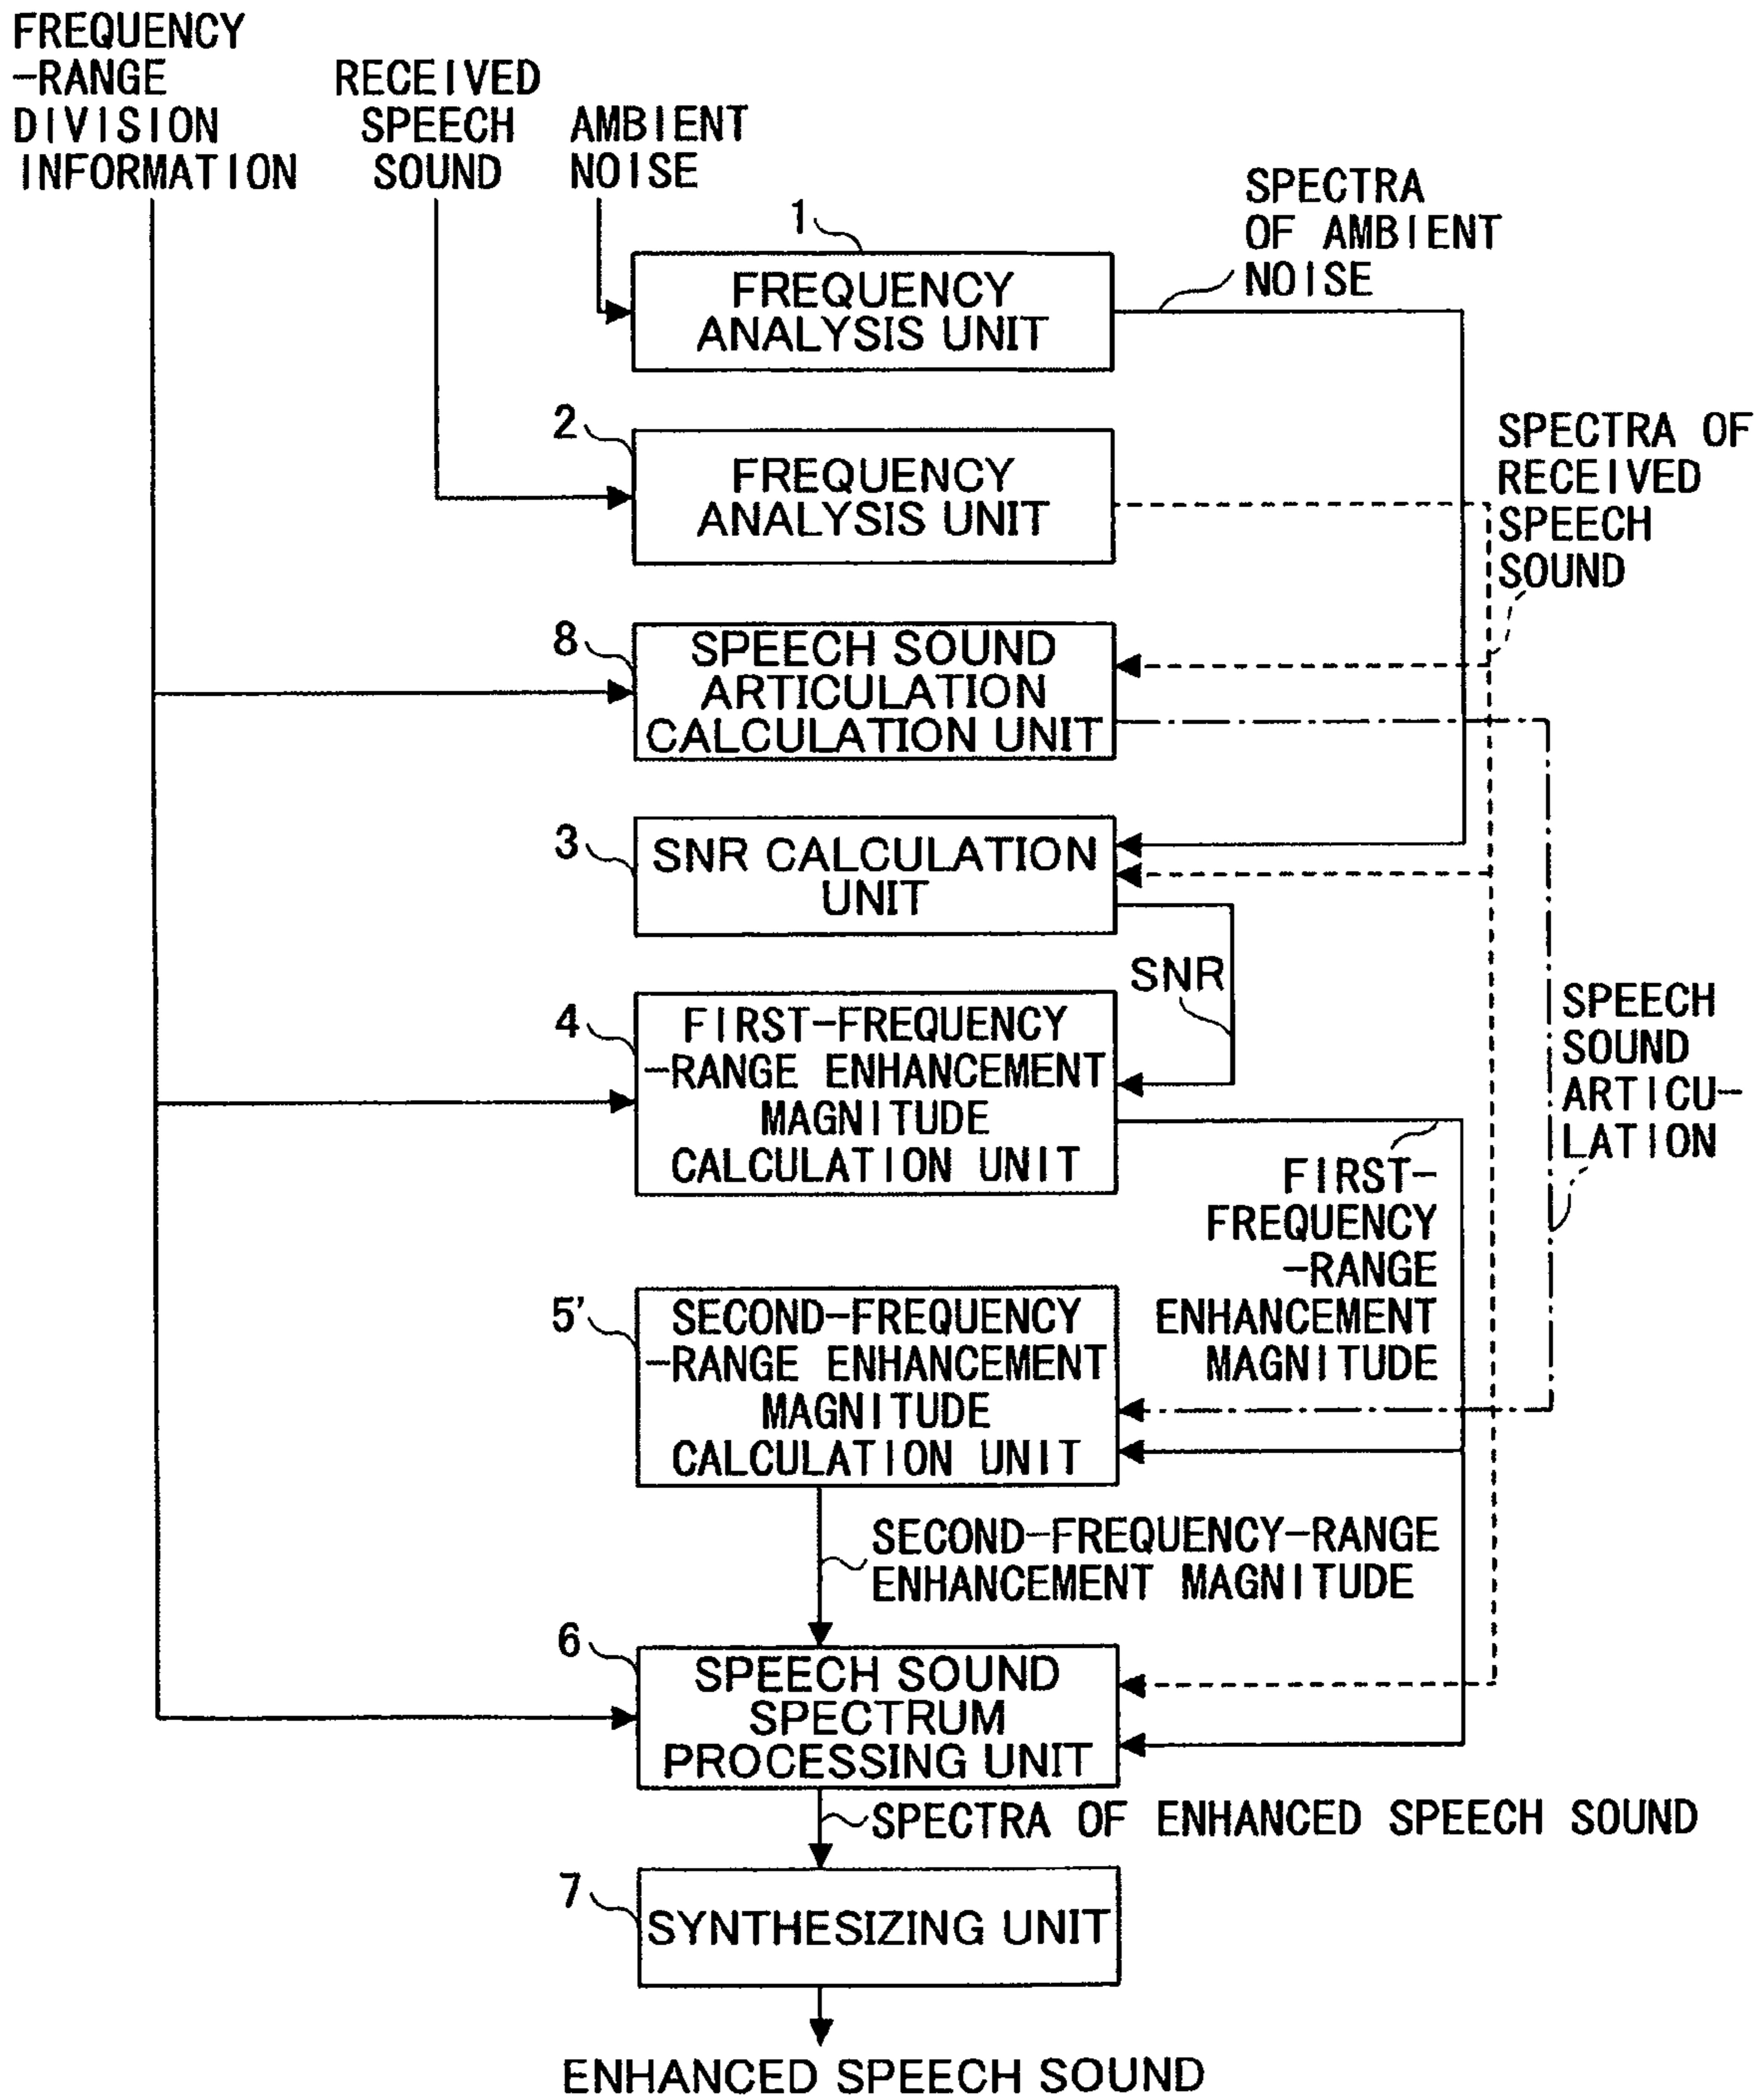 FREQUENCY
-RANGE
DIVISION
INFORMATION
RECEIVED
SPEECH
SOUND
AMBIENT
NOISE
1
FREQUENCY
ANALYSIS UNIT
SPECTRA
OF AMBIENT
NOISE
2
FREQUENCY
ANALYSIS UNIT
SPECTRA OF
RECEIVED
SPEECH
SOUND
8
SPEECH SOUND
ARTICULATION
CALCULATION UNIT
3
SNR CALCULATION
UNIT
SNR
4
FIRST-FREQUENCY
-RANGE ENHANCEMENT
MAGNITUDE
CALCULATION UNIT
SPEECH
SOUND
ARTICU-
LATION
FIRST-
FREQUENCY
-RANGE
ENHANCEMENT
MAGNITUDE
5'
SECOND-FREQUENCY
-RANGE ENHANCEMENT
MAGNITUDE
CALCULATION UNIT
SECOND-FREQUENCY-RANGE
ENHANCEMENT MAGNITUDE
6
SPEECH SOUND
SPECTRUM
PROCESSING UNIT
SPECTRA OF ENHANCED SPEECH SOUND
7
SYNTHESIZING UNIT
ENHANCED SPEECH SOUND